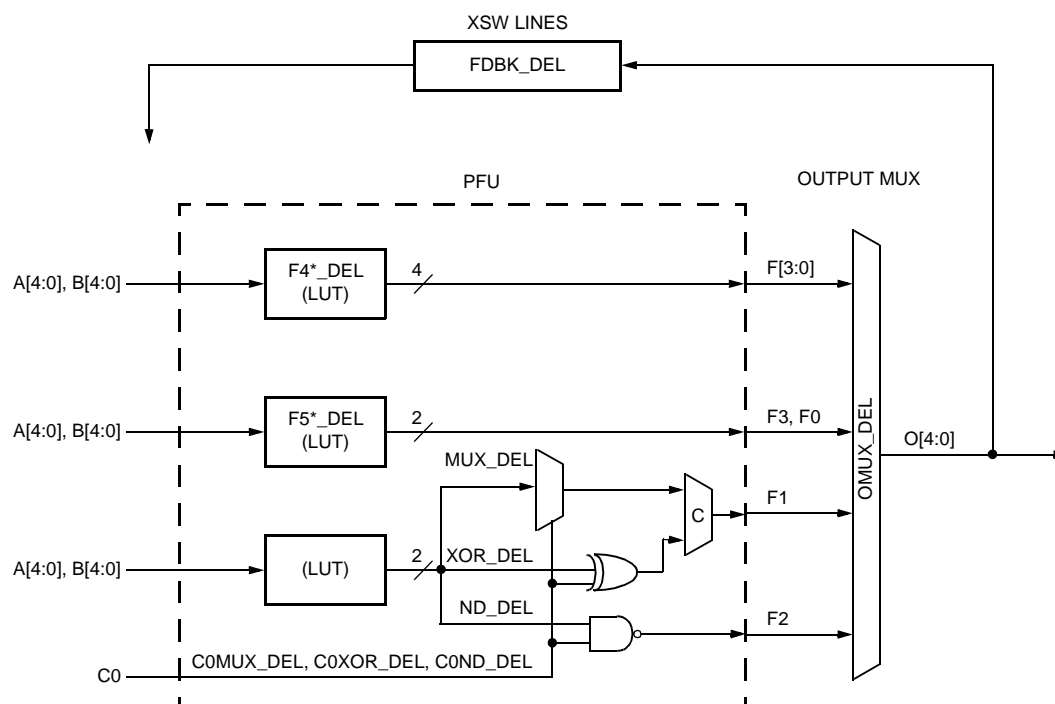 XSW LINES
FDBK_DEL
PFU
OUTPUT MUX
A[4:0], B[4:0]
F4*_DEL
(LUT)
4
F[3:0]
A[4:0], B[4:0]
F5*_DEL
(LUT)
2
F3, F0
OMUX_DEL
O[4:0]
MUX_DEL
C
F1
A[4:0], B[4:0]
(LUT)
2
XOR_DEL
ND_DEL
F2
C0
C0MUX_DEL, C0XOR_DEL, C0ND_DEL